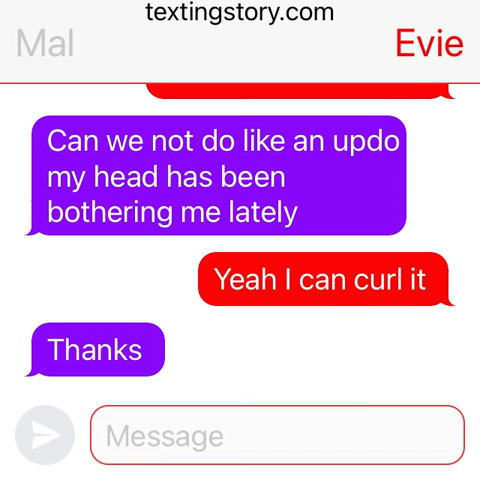 textingstory.com
Mal
Evie
Can we not do like an updo
my head has been
bothering me lately
Yeah I can curl it
Thanks
Message